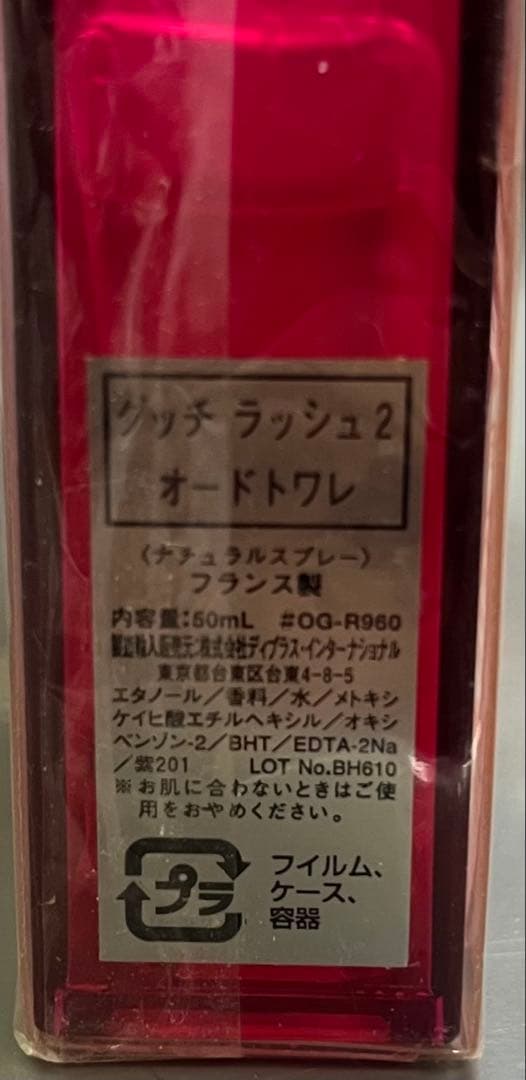 グッチ ラッシュ2
オードトワレ
〈ナチュラルスプレー〉
フランス製
内容量:50mL #OG-R960
製造輸入販売元:株式会社ディプラス・インターナショナル
東京都台東区台東4-8-5
エタノール/香料/水/メトキシ
ケイヒ酸エチルヘキシル/オキシ
ベンゾン-2/BHT/EDTA-2Na
/紫201 LOT No.BH610
※お肌に合わないときはご使
用をおやめください。
プラ
フイルム、
ケース、
容器